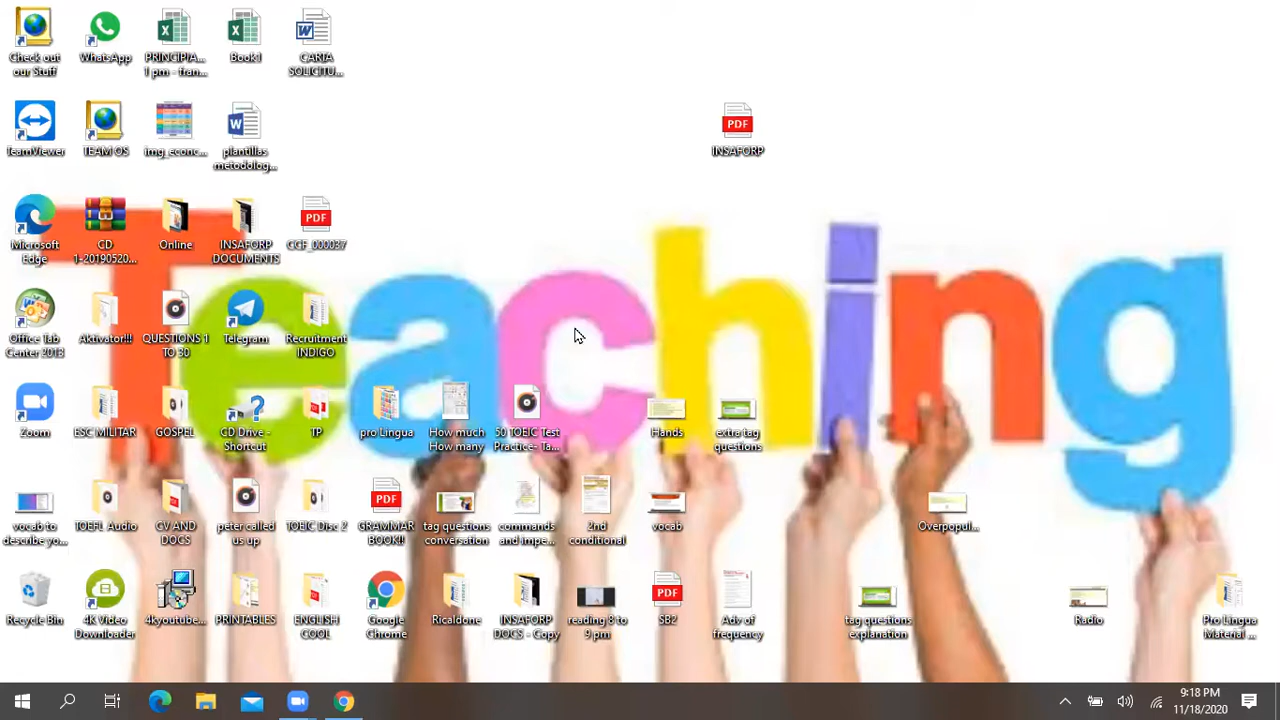 Check out
our Stuff
WhatsApp
PRINCIPIA...
1 pm - fran...
Book1
CARTA
SOLICITU...
TeamViewer
TEAM OS
img_econc...
plantillas
metodolog...
PDF
INSAFORP
Microsoft
Edge
CD
1-20190520...
Online
INSAFORP
DOCUMENTS
PDF
CCF_000037
Teaching
Office Tab
Center 2013
Aktivator!!!
QUESTIONS 1
TO 30
Telegram
Recruitment
INDIGO
Zoom
ESC MILITAR
GOSPEL
CD Drive -
Shortcut
TP
pro Lingua
How much
How many
50 TOEIC Test
Practice- Ta...
Hands
extra tag
questions
vocab to
describe yo...
TOEFL Audio
CV AND
DOCS
peter called
us up
TOEIC Disc 2
PDF
GRAMMAR
BOOK!!
tag questions
conversation
commands
and impe...
2nd
conditional
vocab
Overpopul...
Recycle Bin
4K Video
Downloader
4kyoutube...
PRINTABLES
ENGLISH
COOL
Google
Chrome
Ricaldone
INSAFORP
DOCS - Copy
reading 8 to
9 pm
PDF
SB2
Adv of
frequency
tag questions
explanation
Radio
Pro Lingua
Material ...
9:18 PM
11/18/2020